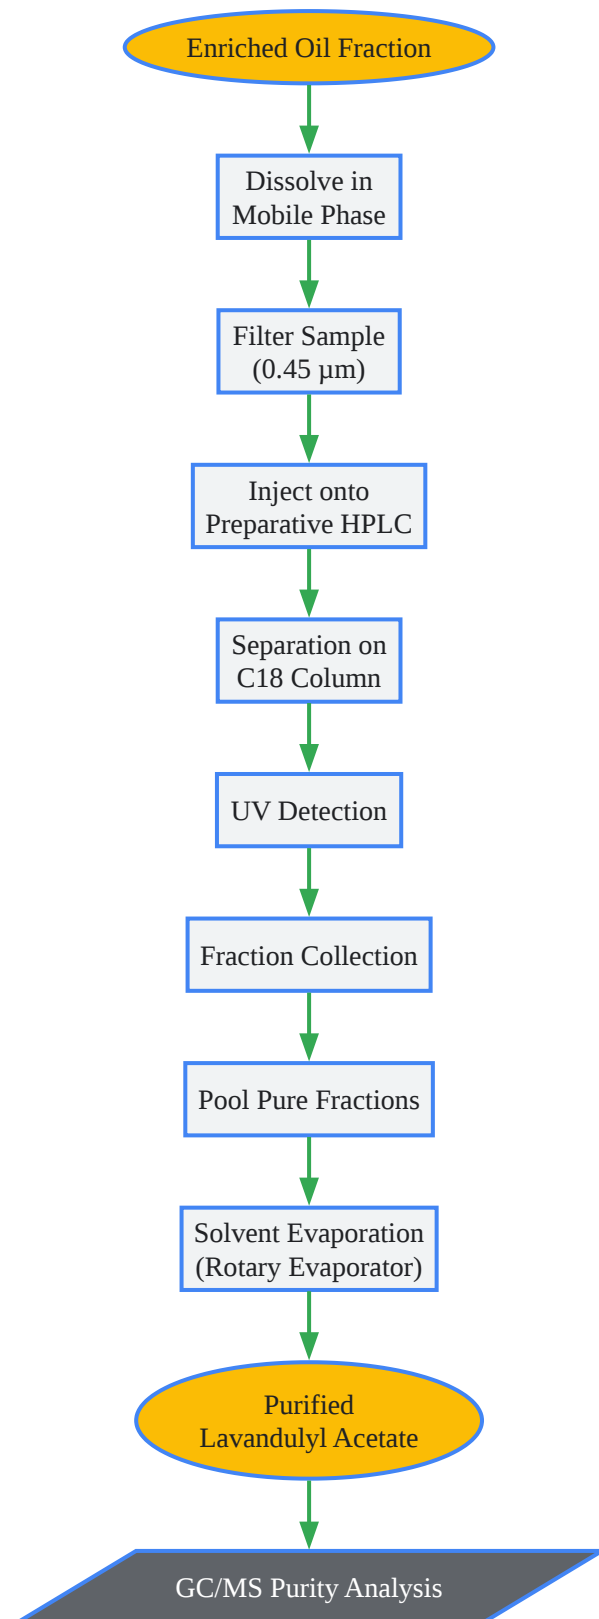 Enriched Oil Fraction
Dissolve in
Mobile Phase
Filter Sample
(0.45 µm)
Inject onto
Preparative HPLC
Separation on
C18 Column
UV Detection
Fraction Collection
Pool Pure Fractions
Solvent Evaporation
(Rotary Evaporator)
Purified
Lavandulyl Acetate
GC/MS Purity Analysis